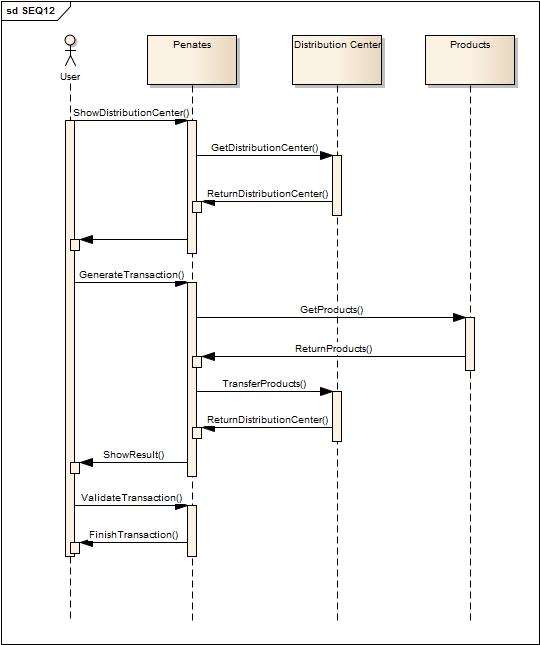 sd SEQ12
User
Penates
Distribution Center
Products
ShowDistributionCenter()
GetDistributionCenter()
ReturnDistributionCenter()
GenerateTransaction()
GetProducts()
ReturnProducts()
TransferProducts()
ReturnDistributionCenter()
ShowResult()
ValidateTransaction()
FinishTransaction()